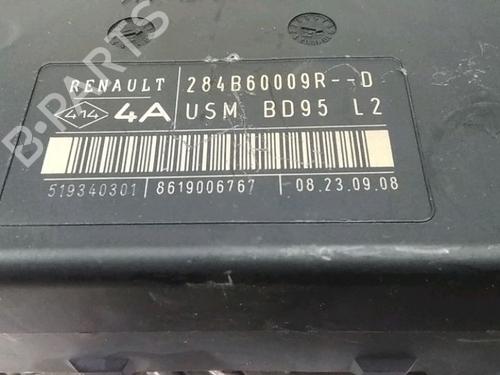 RENAULT 284B60009R--D
414 4A USM BD95 L2
519340301 8619006767 08.23.09.08
B-PARTS